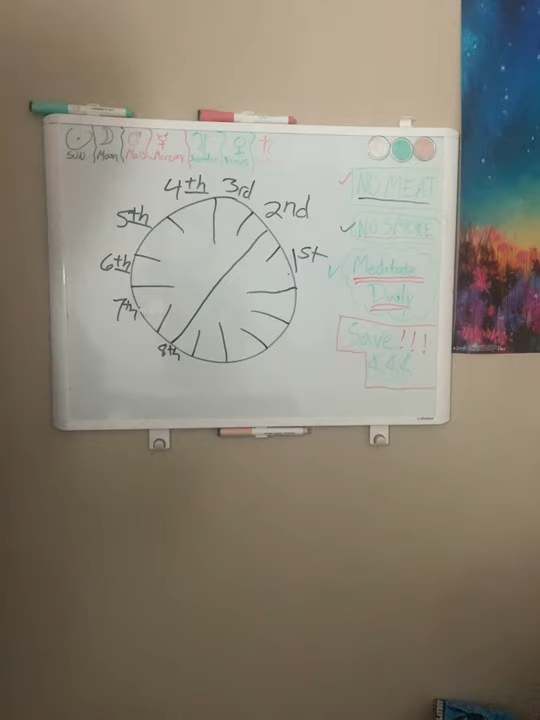 SUN Moon Mars Mercury Jupiter Venus
4th 3rd
5th 2nd
6th 1st
7th
8th
NO MEAT
NO SMOKE
Meditate
Daily
Save!!!